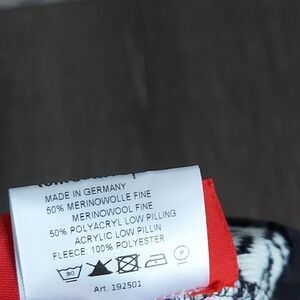 MADE IN GERMANY
50% MERINOWOLLE FINE
MERINOWOOL FINE
50% POLYACRYL LOW PILLING
ACRYLIC LOW PILLIN
FLEECE: 100% POLYESTER
30
Art. 192501